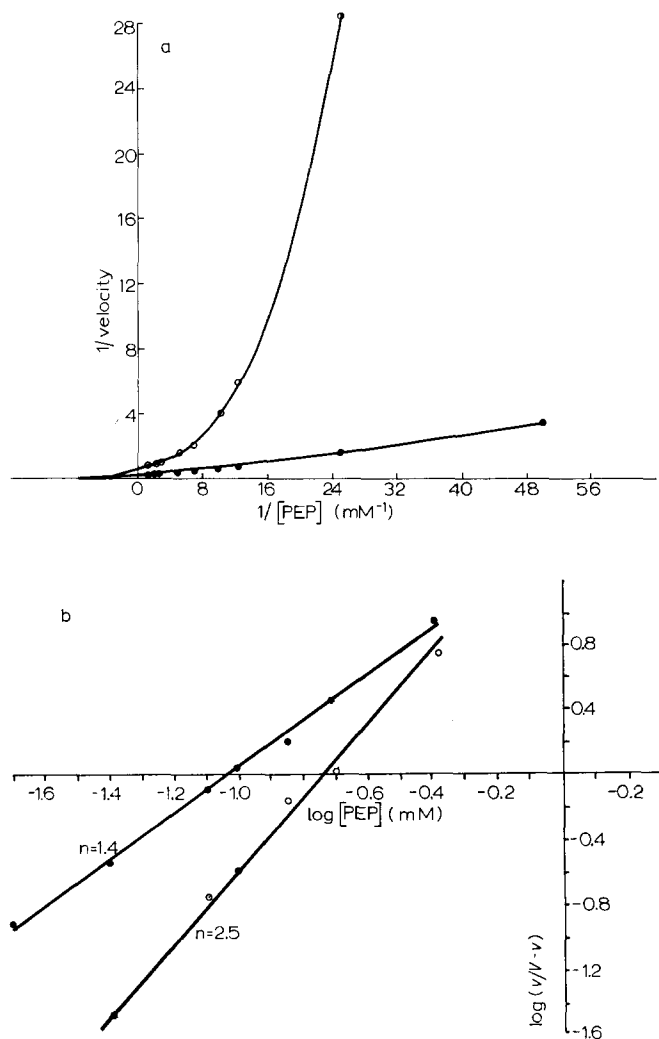 a
28
24
20
16
12
8
4
1/velocity
0 8 16 24 32 40 48 56
1/[PEP] (mM⁻¹)
b
0.8
0.4
-1.6 -1.4 -1.2 -1.0 -0.6 -0.4 -0.2
log [PEP] (mM)
n=1.4
n=2.5
-0.4
-0.8
-1.2
-1.6
log (v/V-v)